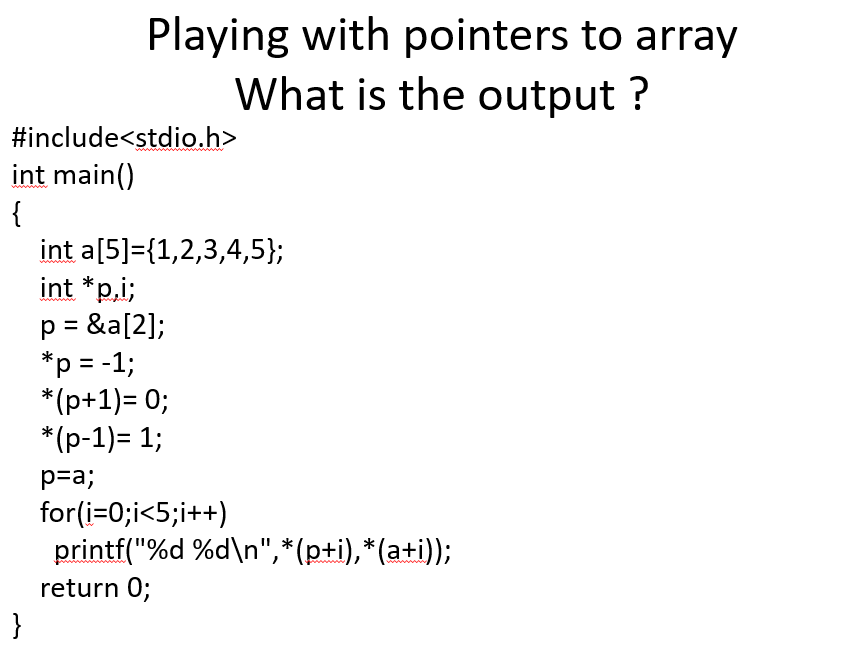 Playing with pointers to array
What is the output ?
#include<stdio.h>
int main()
{
int a[5]={1,2,3,4,5};
int *p,i;
p = &a[2];
*p = -1;
*(p+1)= 0;
*(p-1)= 1;
p=a;
for(i=0;i<5;i++)
printf("%d %d\n",*(p+i),*(a+i));
return 0;
}